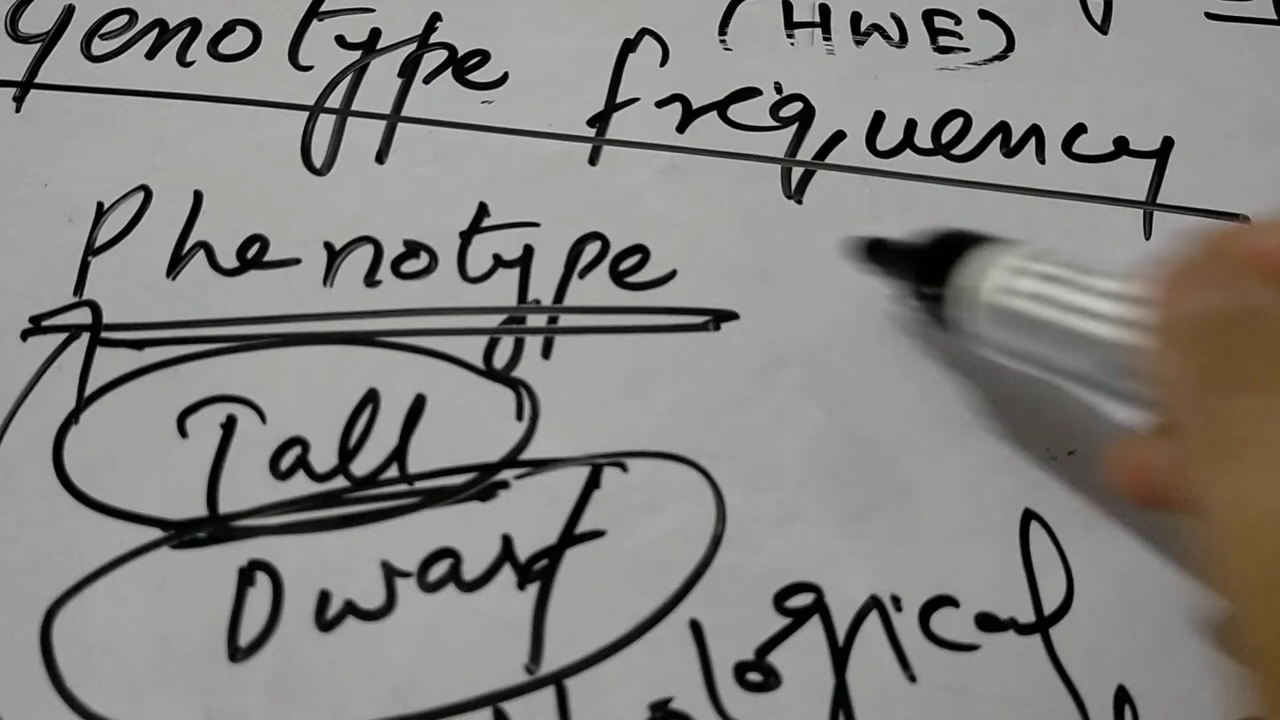 (HWE)
genotype frequency
Phenotype
Tall
Dwarf
logical